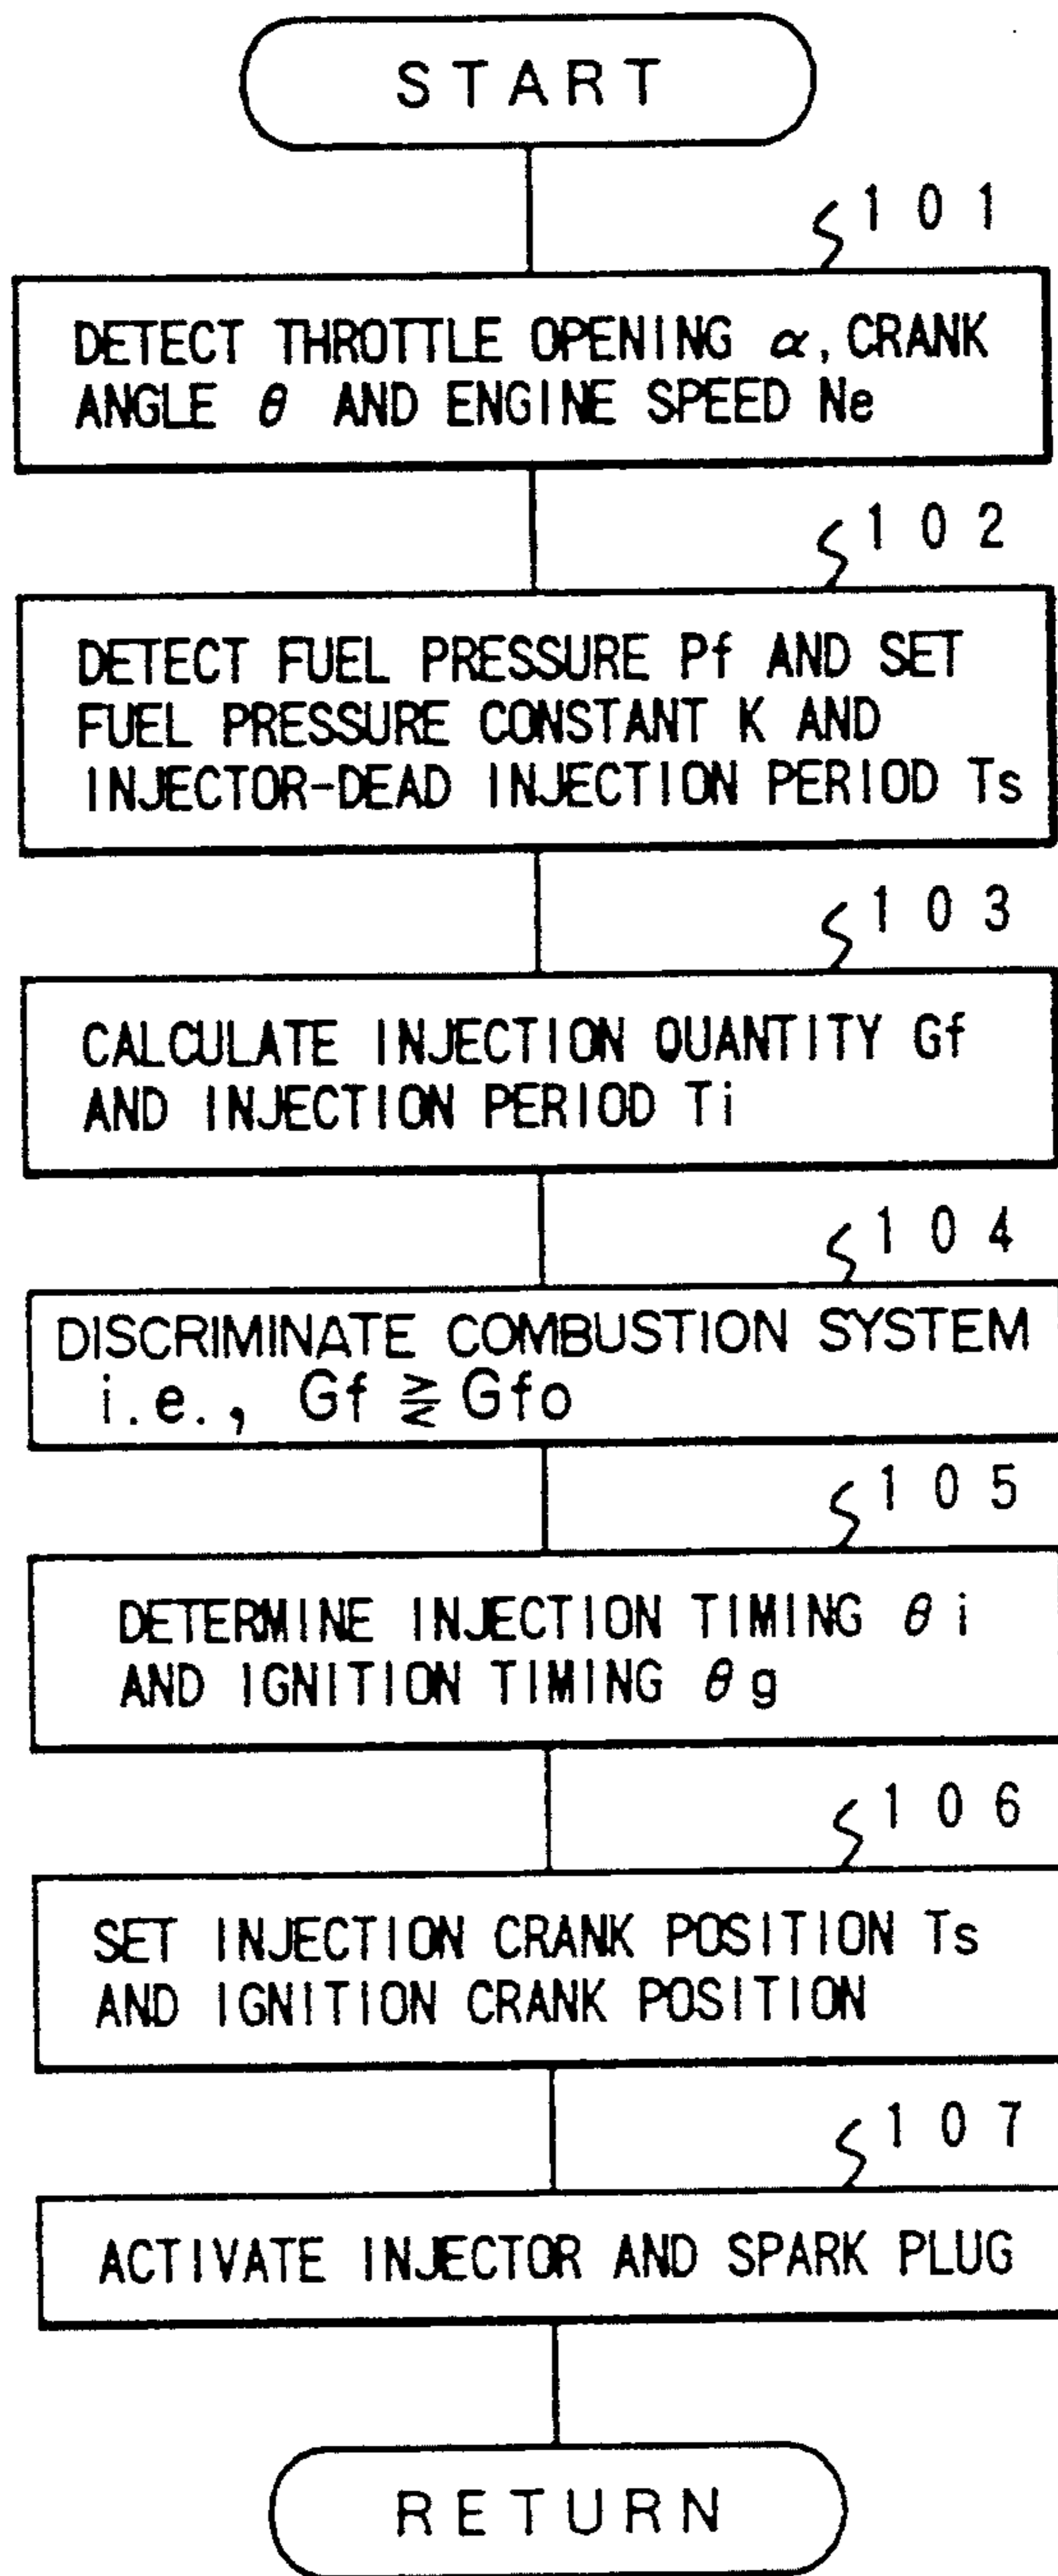 START
101
DETECT THROTTLE OPENING α, CRANK
ANGLE θ AND ENGINE SPEED Ne
102
DETECT FUEL PRESSURE Pf AND SET
FUEL PRESSURE CONSTANT K AND
INJECTOR-DEAD INJECTION PERIOD Ts
103
CALCULATE INJECTION QUANTITY Gf
AND INJECTION PERIOD Ti
104
DISCRIMINATE COMBUSTION SYSTEM
i.e., Gf ⪌ Gfo
105
DETERMINE INJECTION TIMING θi
AND IGNITION TIMING θg
106
SET INJECTION CRANK POSITION Ts
AND IGNITION CRANK POSITION
107
ACTIVATE INJECTOR AND SPARK PLUG
RETURN